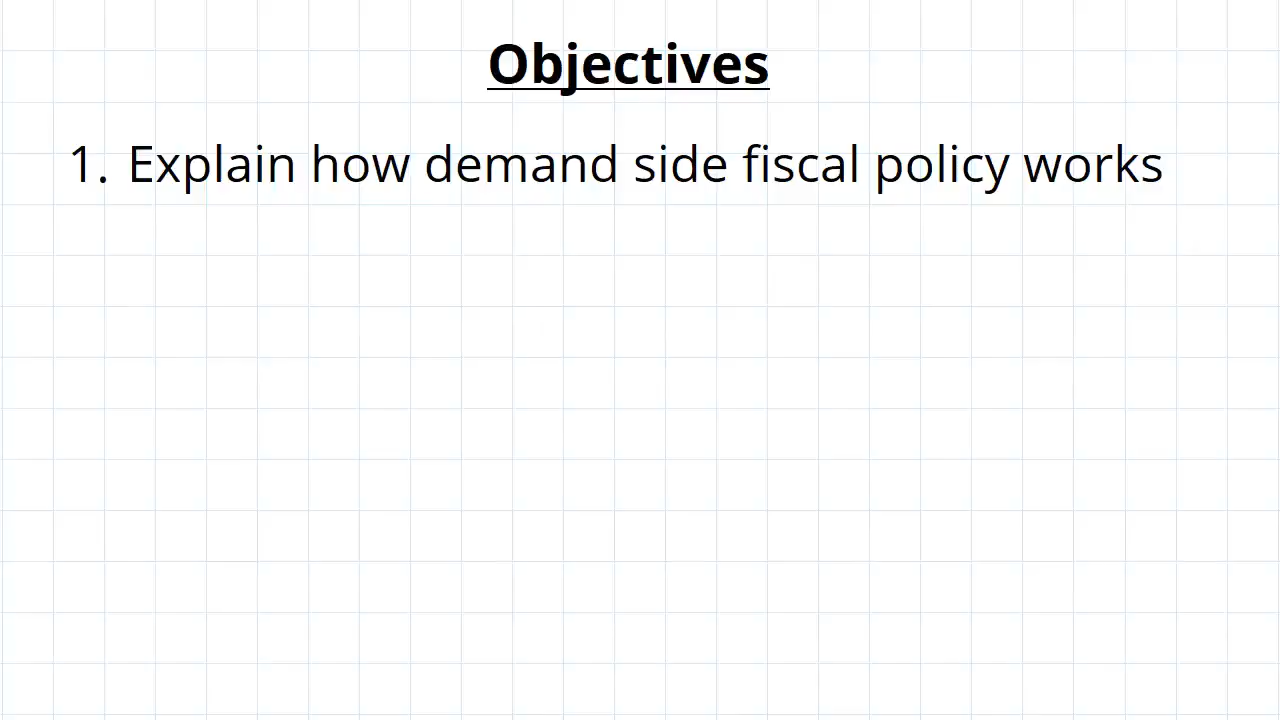 Objectives
1. Explain how demand side fiscal policy works